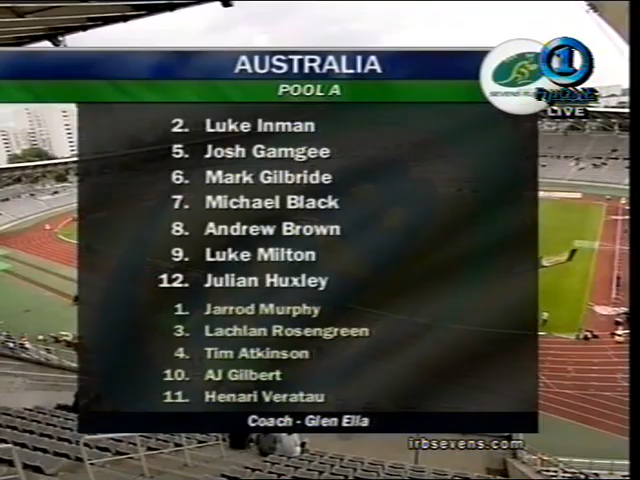 AUSTRALIA
POOL A
1
LIVE
2. Luke Inman
5. Josh Gamgee
6. Mark Gilbride
7. Michael Black
8. Andrew Brown
9. Luke Milton
12. Julian Huxley
1. Jarrod Murphy
3. Lachlan Rosengreen
4. Tim Atkinson
10. AJ Gilbert
11. Henari Veratau
Coach - Glen Ella
irbsevens.com